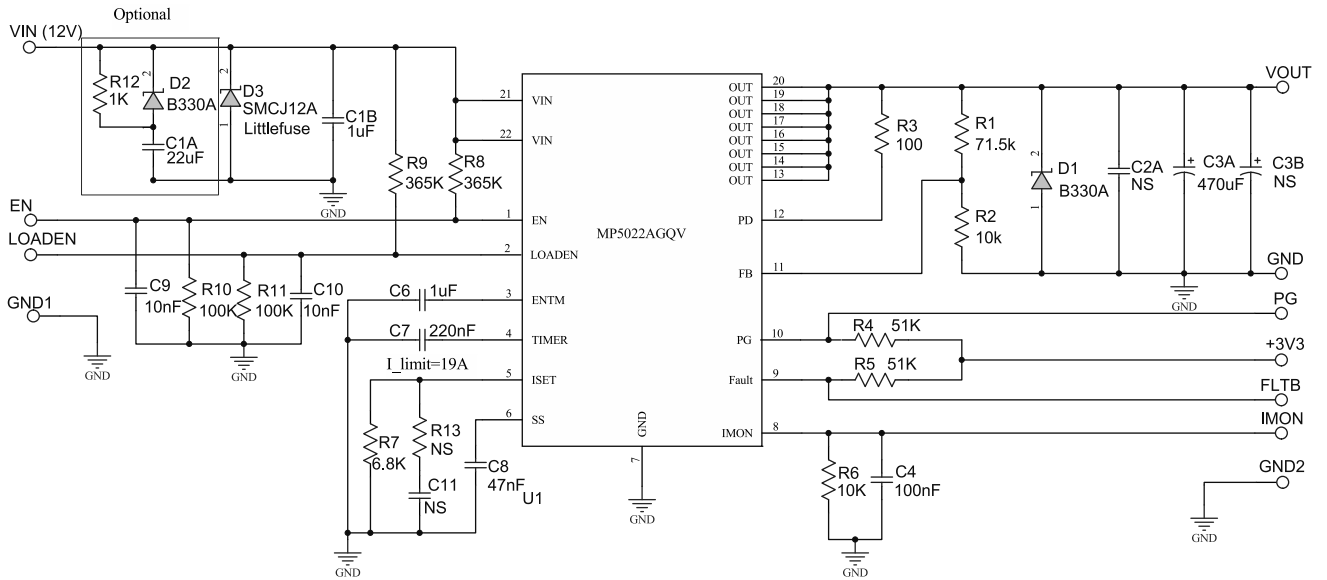 Optional
VIN (12V)
R12
1K
2
D2
B330A
C1A
22uF
2
1
D3
SMCJ12A
Littlefuse
C1B
1uF
GND
R9
365K
R8
365K
EN
LOADEN
GND1
GND
C9
10nF
R10
100K
R11
100K
C10
10nF
GND
21
VIN
22
VIN
1
EN
2
LOADEN
C6
1uF
3
ENTM
C7
220nF
4
TIMER
I_limit=19A
5
ISET
6
SS
R7
6.8K
R13
NS
C11
NS
C8
47nF
U1
GND
MP5022AGQV
GND
7
GND
OUT
20
OUT
19
OUT
18
OUT
17
OUT
16
OUT
15
OUT
14
OUT
13
PD
12
FB
11
PG
10
Fault
9
IMON
8
R3
100
R1
71.5k
R2
10k
2
1
D1
B330A
C2A
NS
+
C3A
470uF
+
C3B
NS
VOUT
GND
GND
PG
R4
51K
+3V3
R5
51K
FLTB
IMON
R6
10K
C4
100nF
GND
GND2
GND